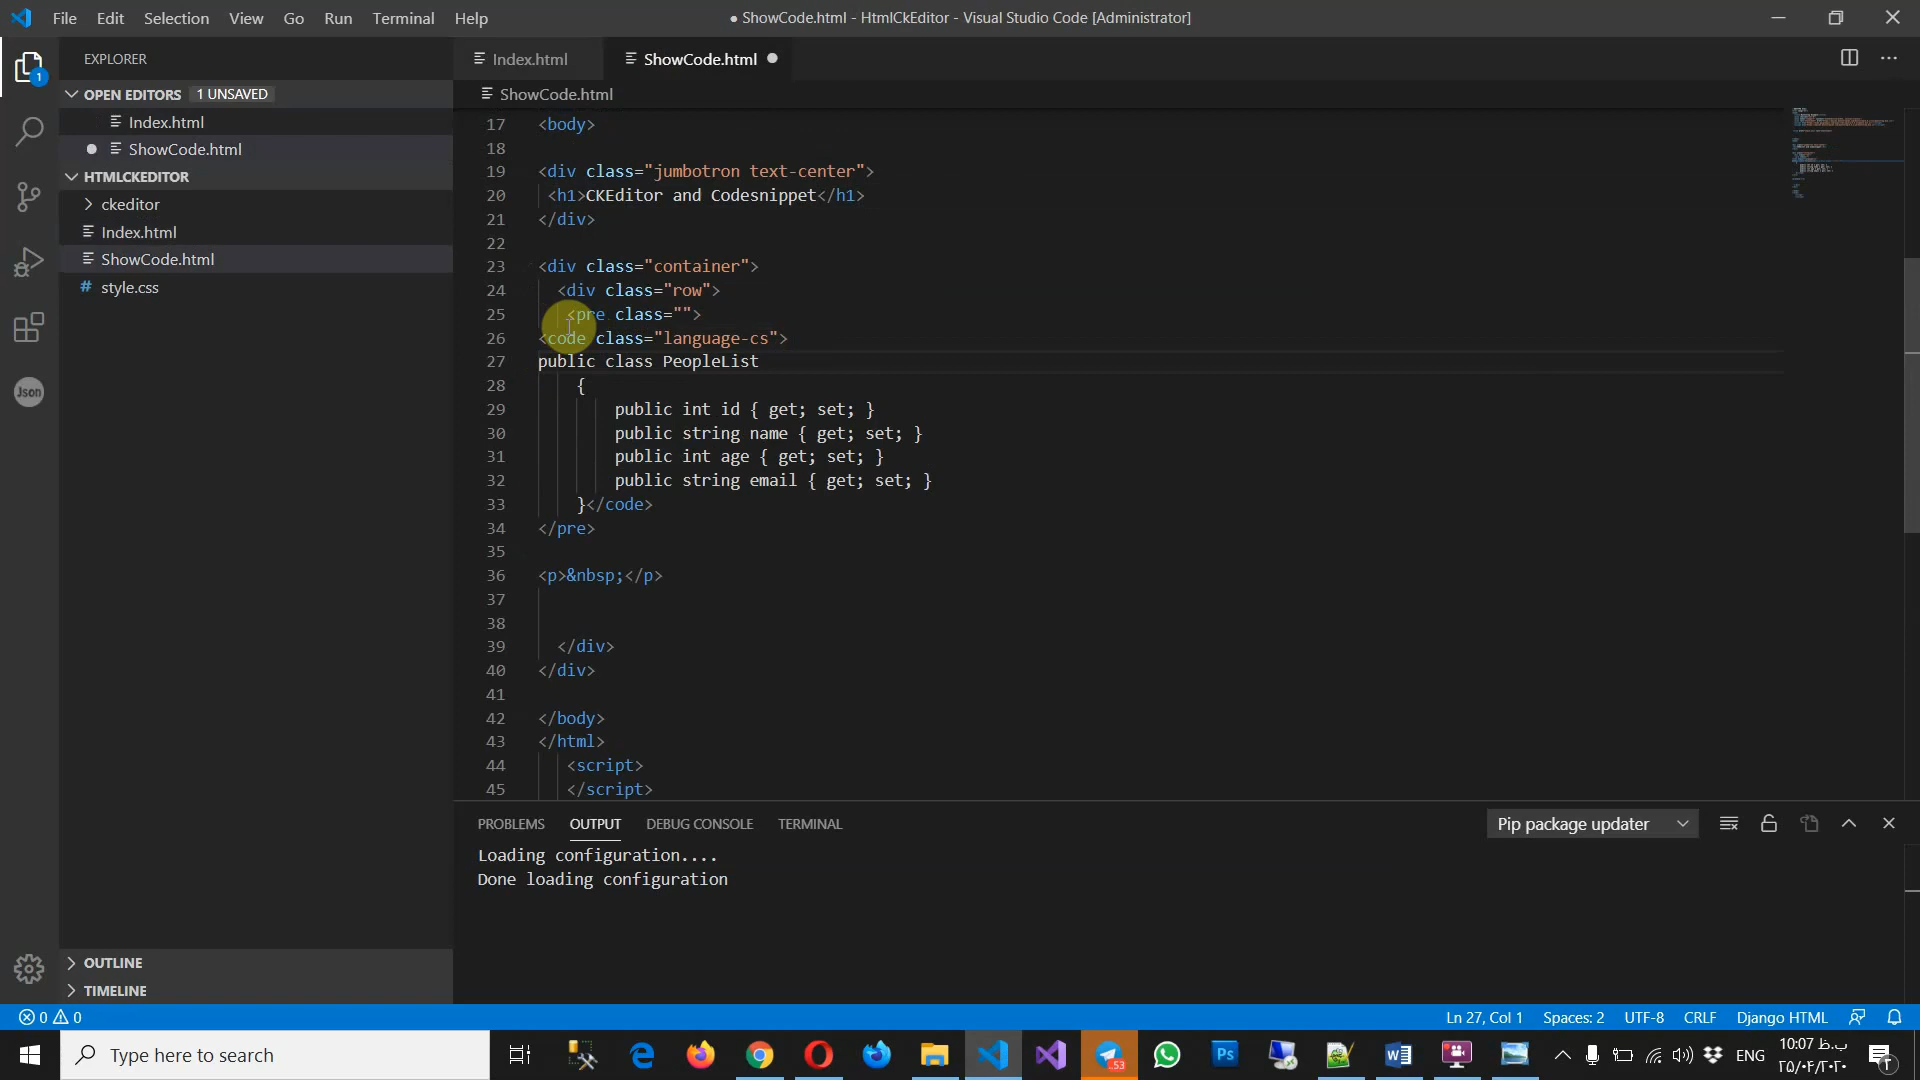 File Edit Selection View Go Run Terminal Help
● ShowCode.html - HtmlCkEditor - Visual Studio Code [Administrator]
EXPLORER
OPEN EDITORS 1 UNSAVED
Index.html
ShowCode.html
HTMLCKEDITOR
ckeditor
Index.html
ShowCode.html
# style.css
1
Json
OUTLINE
TIMELINE
Index.html ShowCode.html
ShowCode.html
17 <body>
18
19 <div class="jumbotron text-center">
20 <h1>CKEditor and Codesnippet</h1>
21 </div>
22
23 <div class="container">
24 <div class="row">
25 <pre class="">
26 <code class="language-cs">
27 public class PeopleList
28 {
29 public int id { get; set; }
30 public string name { get; set; }
31 public int age { get; set; }
32 public string email { get; set; }
33 }</code>
34 </pre>
35
36 <p>&nbsp;</p>
37
38
39 </div>
40 </div>
41
42 </body>
43 </html>
44 <script>
45 </script>
PROBLEMS OUTPUT DEBUG CONSOLE TERMINAL
Pip package updater
Loading configuration....
Done loading configuration
0 0
Ln 27, Col 1 Spaces: 2 UTF-8 CRLF Django HTML
Type here to search
Ps
53
W
ENG
10:07 ب.ظ